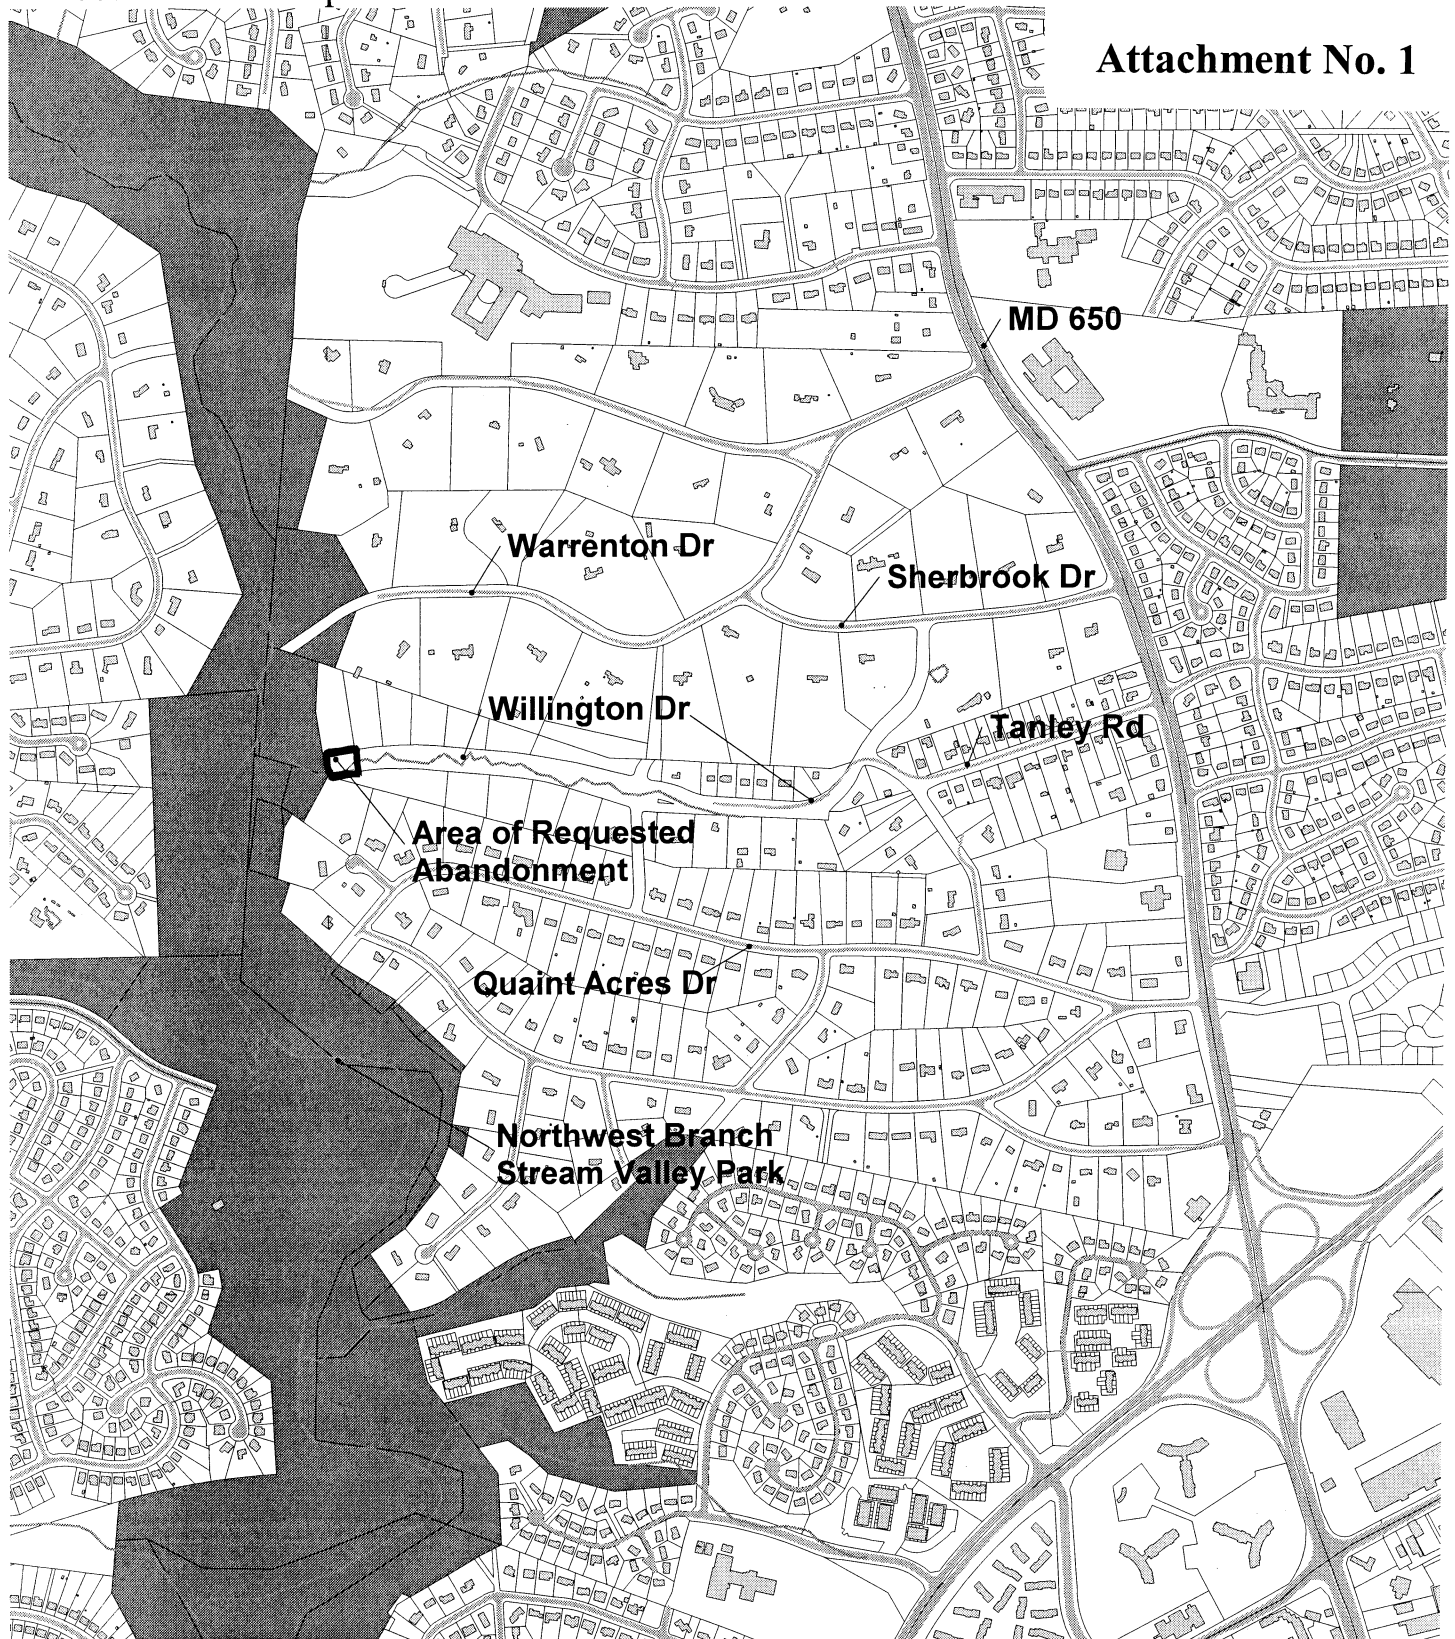 Attachment No. 1
MD 650
Warrenton Dr
Sherbrook Dr
Willington Dr
Tanley Rd
Area of Requested
Abandonment
Quaint Acres Dr
Northwest Branch
Stream Valley Park